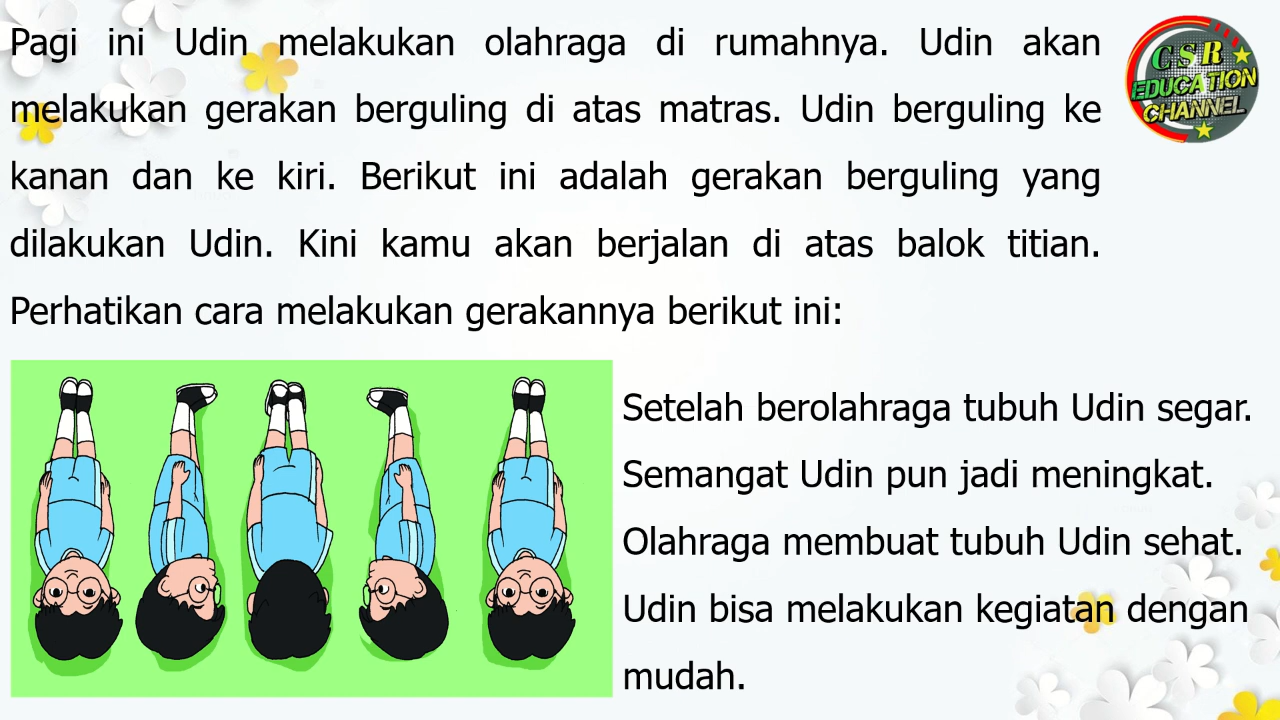 Pagi ini Udin melakukan olahraga di rumahnya. Udin akan
melakukan gerakan berguling di atas matras. Udin berguling ke
kanan dan ke kiri. Berikut ini adalah gerakan berguling yang
dilakukan Udin. Kini kamu akan berjalan di atas balok titian.
Perhatikan cara melakukan gerakannya berikut ini:
CSR
EDUCATION
CHANNEL
Setelah berolahraga tubuh Udin segar.
Semangat Udin pun jadi meningkat.
Olahraga membuat tubuh Udin sehat.
Udin bisa melakukan kegiatan dengan
mudah.